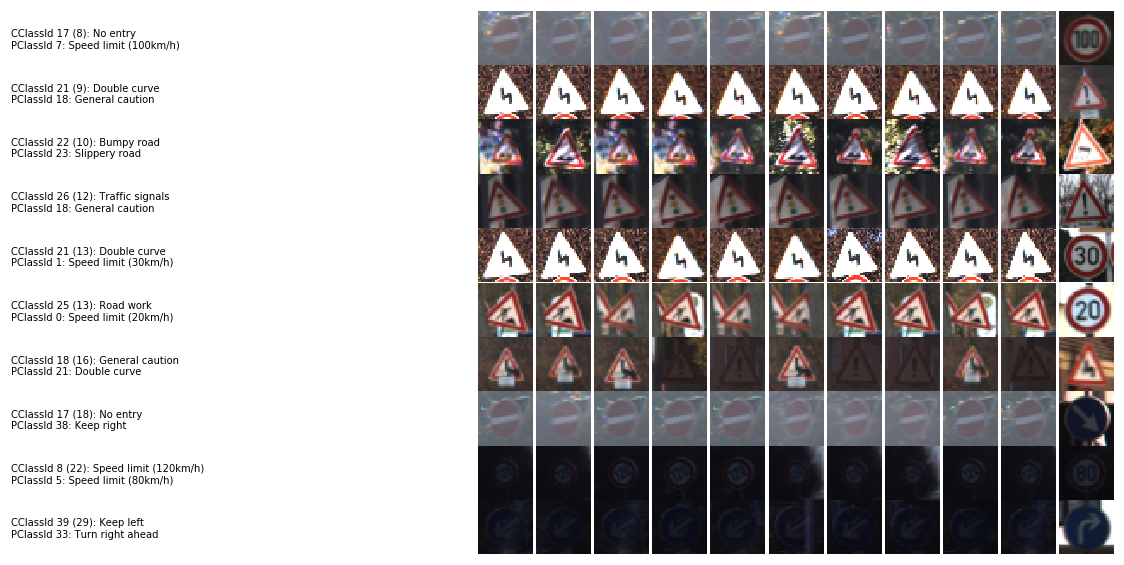 CClassId 17 (8): No entry
PClassId 7: Speed limit (100km/h)
100
CClassId 21 (9): Double curve
PClassId 18: General caution
CClassId 22 (10): Bumpy road
PClassId 23: Slippery road
CClassId 26 (12): Traffic signals
PClassId 18: General caution
CClassId 21 (13): Double curve
PClassId 1: Speed limit (30km/h)
30
CClassId 25 (13): Road work
PClassId 0: Speed limit (20km/h)
20
CClassId 18 (16): General caution
PClassId 21: Double curve
CClassId 17 (18): No entry
PClassId 38: Keep right
CClassId 8 (22): Speed limit (120km/h)
PClassId 5: Speed limit (80km/h)
80
CClassId 39 (29): Keep left
PClassId 33: Turn right ahead